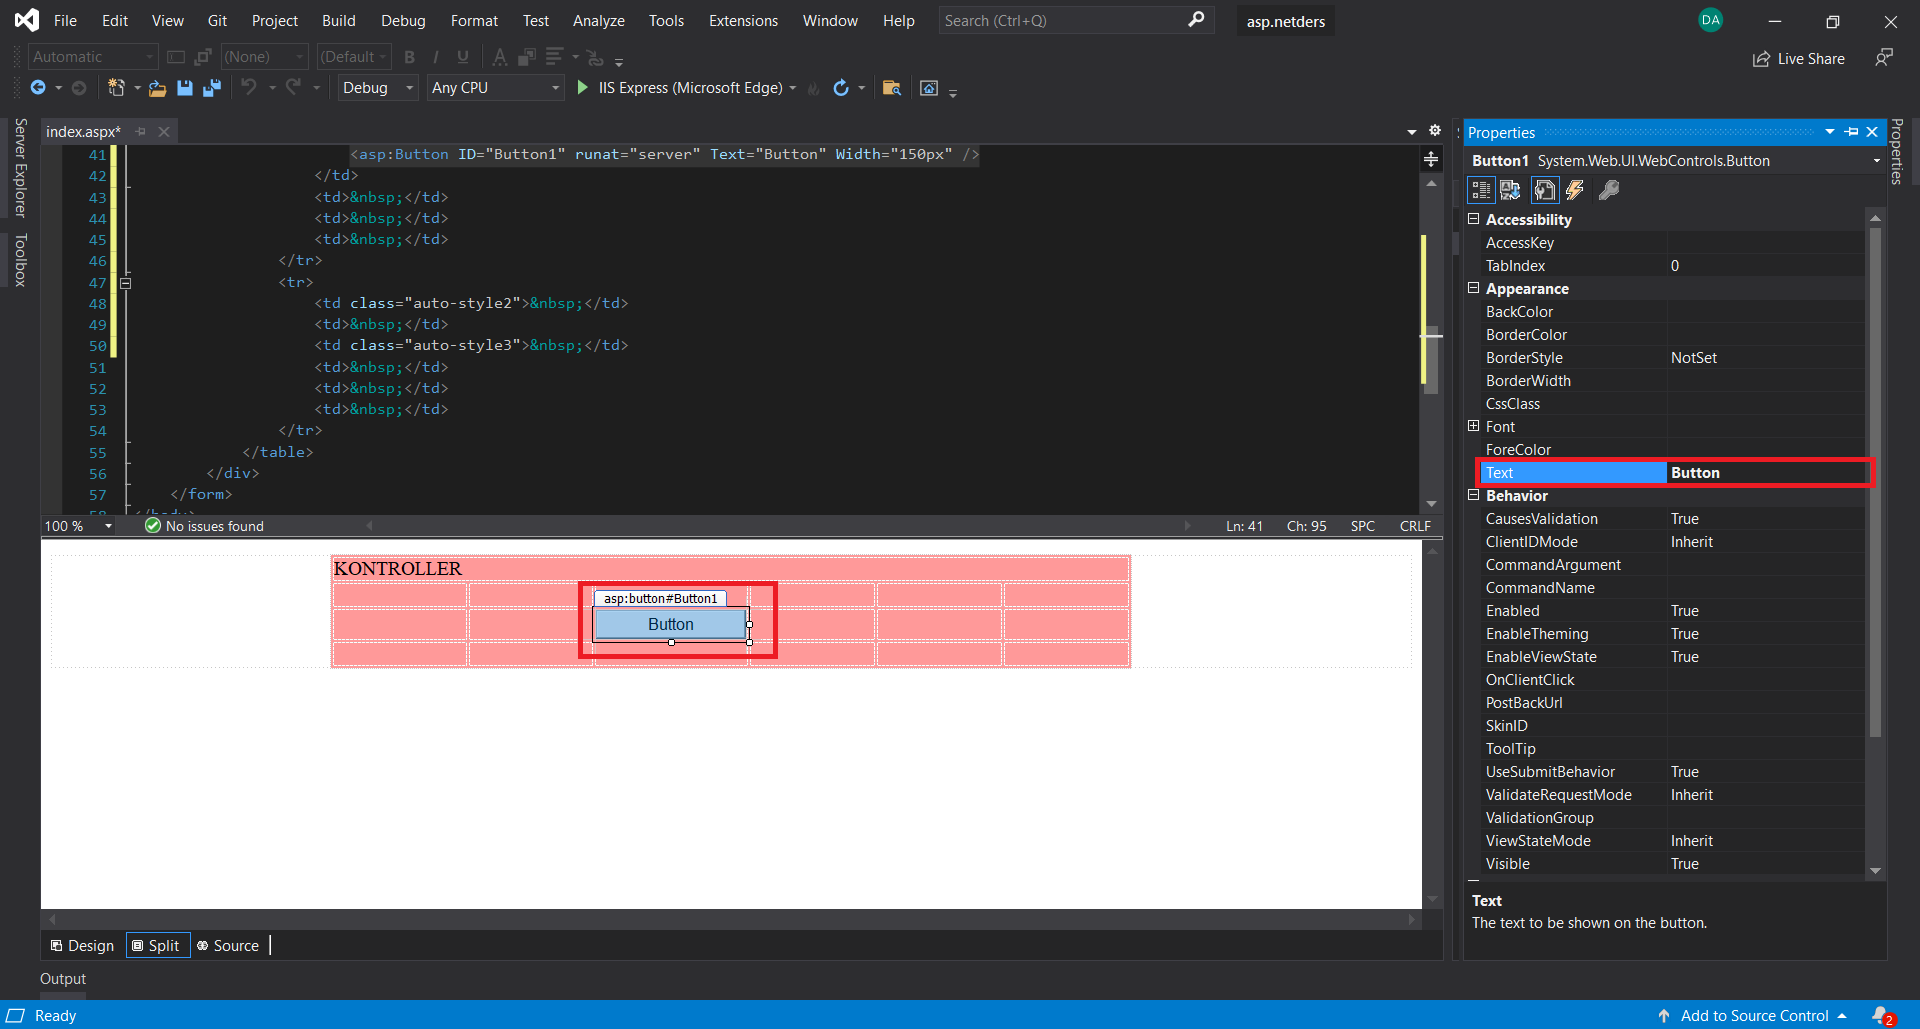 File Edit View Git Project Build Debug Format Test Analyze Tools Extensions Window Help Search (Ctrl+Q) asp.netders DA
Automatic (None) (Default B I U A Live Share
Debug Any CPU IIS Express (Microsoft Edge)
Server Explorer
Toolbox
index.aspx*
41 <asp:Button ID="Button1" runat="server" Text="Button" Width="150px" />
42 </td>
43 <td>&nbsp;</td>
44 <td>&nbsp;</td>
45 <td>&nbsp;</td>
46 </tr>
47 <tr>
48 <td class="auto-style2">&nbsp;</td>
49 <td>&nbsp;</td>
50 <td class="auto-style3">&nbsp;</td>
51 <td>&nbsp;</td>
52 <td>&nbsp;</td>
53 <td>&nbsp;</td>
54 </tr>
55 </table>
56 </div>
57 </form>
100 % No issues found Ln: 41 Ch: 95 SPC CRLF
KONTROLLER
asp:button#Button1
Button
Design Split Source
Output
Properties
Button1 System.Web.UI.WebControls.Button
Accessibility
AccessKey
TabIndex 0
Appearance
BackColor
BorderColor
BorderStyle NotSet
BorderWidth
CssClass
Font
ForeColor
Text Button
Behavior
CausesValidation True
ClientIDMode Inherit
CommandArgument
CommandName
Enabled True
EnableTheming True
EnableViewState True
OnClientClick
PostBackUrl
SkinID
ToolTip
UseSubmitBehavior True
ValidateRequestMode Inherit
ValidationGroup
ViewStateMode Inherit
Visible True
Text
The text to be shown on the button.
Properties
Ready Add to Source Control 2